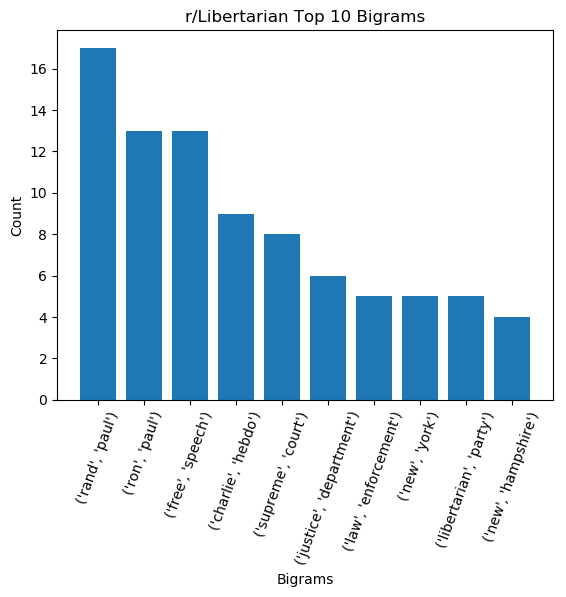 r/Libertarian Top 10 Bigrams
Count
16
14
12
10
8
6
4
2
0
('rand', 'paul')
('ron', 'paul')
('free', 'speech')
('charlie', 'hebdo')
('supreme', 'court')
('justice', 'department')
('law', 'enforcement')
('new', 'york')
('libertarian', 'party')
('new', 'hampshire')
Bigrams